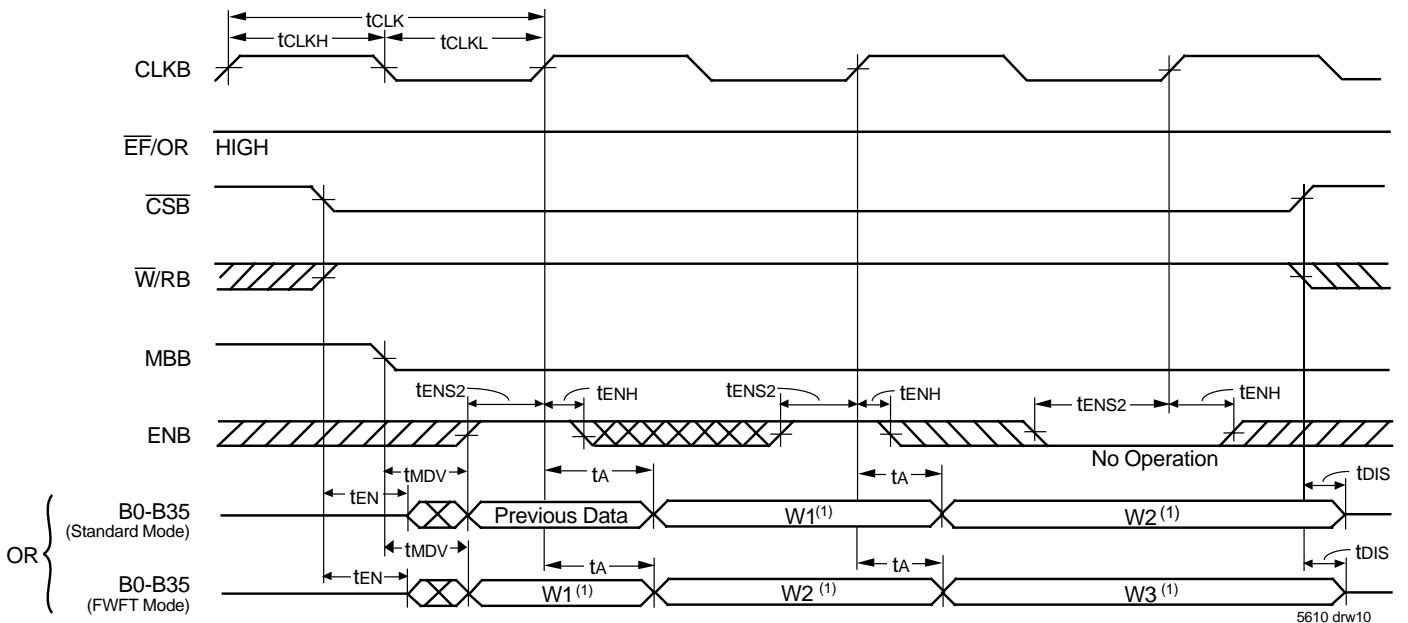 tCLK
tCLKH tCLKL
CLKB
EF/OR HIGH
CSB
W/RB
MBB
tENS2 tENH tENS2 tENH tENS2 tENH
ENB
No Operation
tMDV tA tA tDIS
tEN
B0-B35 Previous Data W1(1) W2(1)
(Standard Mode)
OR
tMDV tDIS
tEN tA tA
B0-B35 W1(1) W2(1) W3(1)
(FWFT Mode)
5610 drw10